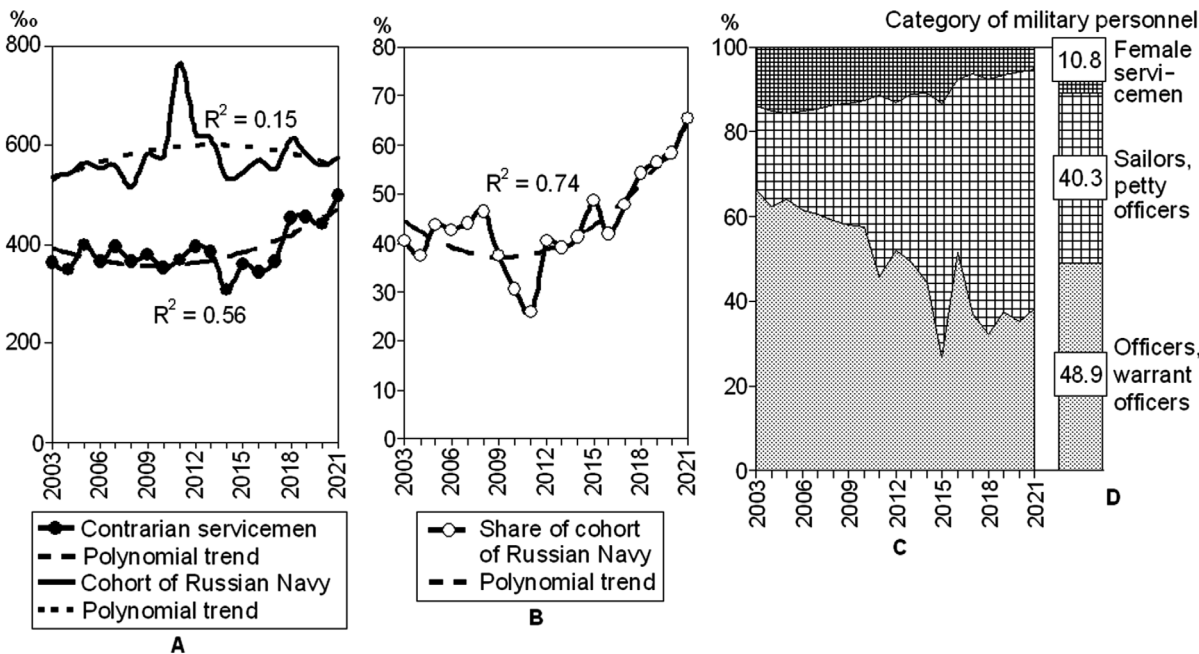 ‰
800
600
400
200
0
R² = 0.15
R² = 0.56
2003
2006
2009
2012
2015
2018
2021
Contrarian servicemen
Polynomial trend
Cohort of Russian Navy
Polynomial trend
A
%
80
70
60
50
40
30
20
10
0
R² = 0.74
2003
2006
2009
2012
2015
2018
2021
Share of cohort
of Russian Navy
Polynomial trend
B
%
100
80
60
40
20
0
2003
2006
2009
2012
2015
2018
2021
C
Category of military personnel
10.8
Female
servi-
cemen
40.3
Sailors,
petty
officers
48.9
Officers,
warrant
officers
D